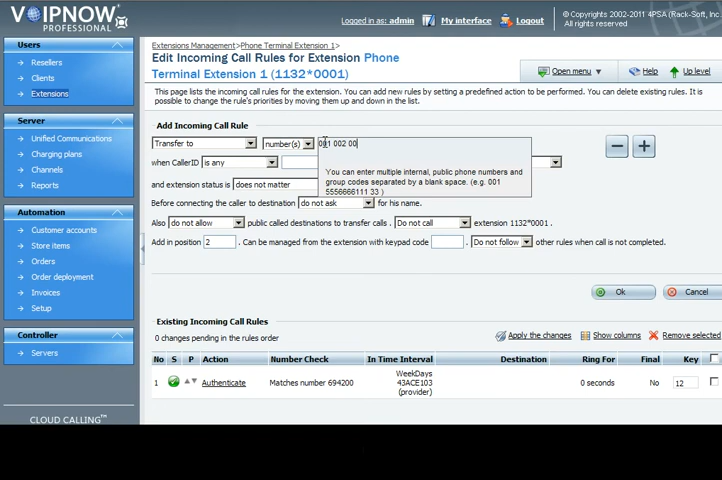 VOIPNOW
PROFESSIONAL
Logged in as: admin My interface Logout
© Copyrights 2002-2011 4PSA (Rack-Soft, Inc.
All rights reserved.
Users
Resellers
Clients
Extensions
Server
Unified Communications
Charging plans
Channels
Reports
Automation
Customer accounts
Store items
Orders
Order deployment
Invoices
Setup
Controller
Servers
CLOUD CALLING™
Extensions Management>Phone Terminal Extension 1>
Edit Incoming Call Rules for Extension Phone
Terminal Extension 1 (1132*0001)
Open menu Help Up level
This page lists the incoming call rules for the extension. You can add new rules by setting a predefined action to be performed. You can delete existing rules. It is
possible to change the rule's priorities by moving them up and down in the list.
Add Incoming Call Rule
Transfer to number(s) 001 002 00
You can enter multiple internal, public phone numbers and
group codes separated by a blank space. (e.g. 001
5556666111 33 )
when CallerID is any
and extension status is does not matter
Before connecting the caller to destination do not ask for his name.
Also do not allow public called destinations to transfer calls . Do not call extension 1132*0001 .
Add in position 2 . Can be managed from the extension with keypad code . Do not follow other rules when call is not completed.
Ok Cancel
Existing Incoming Call Rules
0 changes pending in the rules order Apply the changes Show columns Remove selected
No S P Action Number Check In Time Interval Destination Ring For Final Key
1 Authenticate Matches number 694200 WeekDays 43ACE103 (provider) 0 seconds No 12